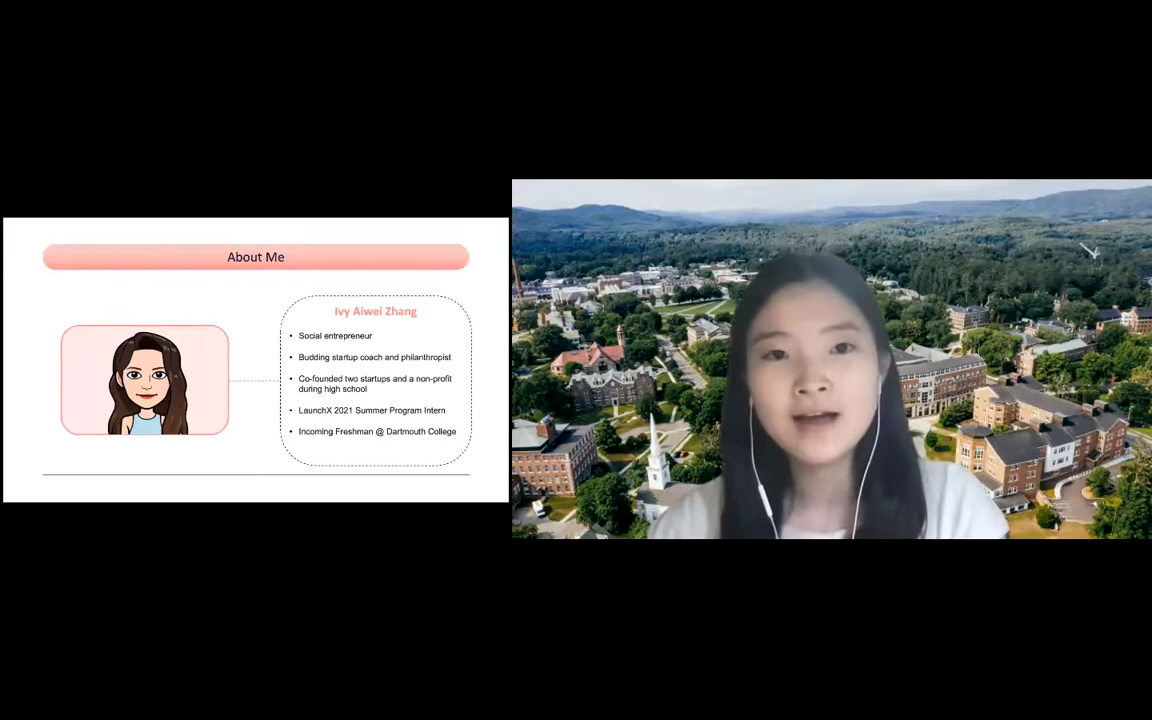 About Me
Ivy Aiwei Zhang
• Social entrepreneur
• Budding startup coach and philanthropist
• Co-founded two startups and a non-profit
during high school
• LaunchX 2021 Summer Program Intern
• Incoming Freshman @ Dartmouth College